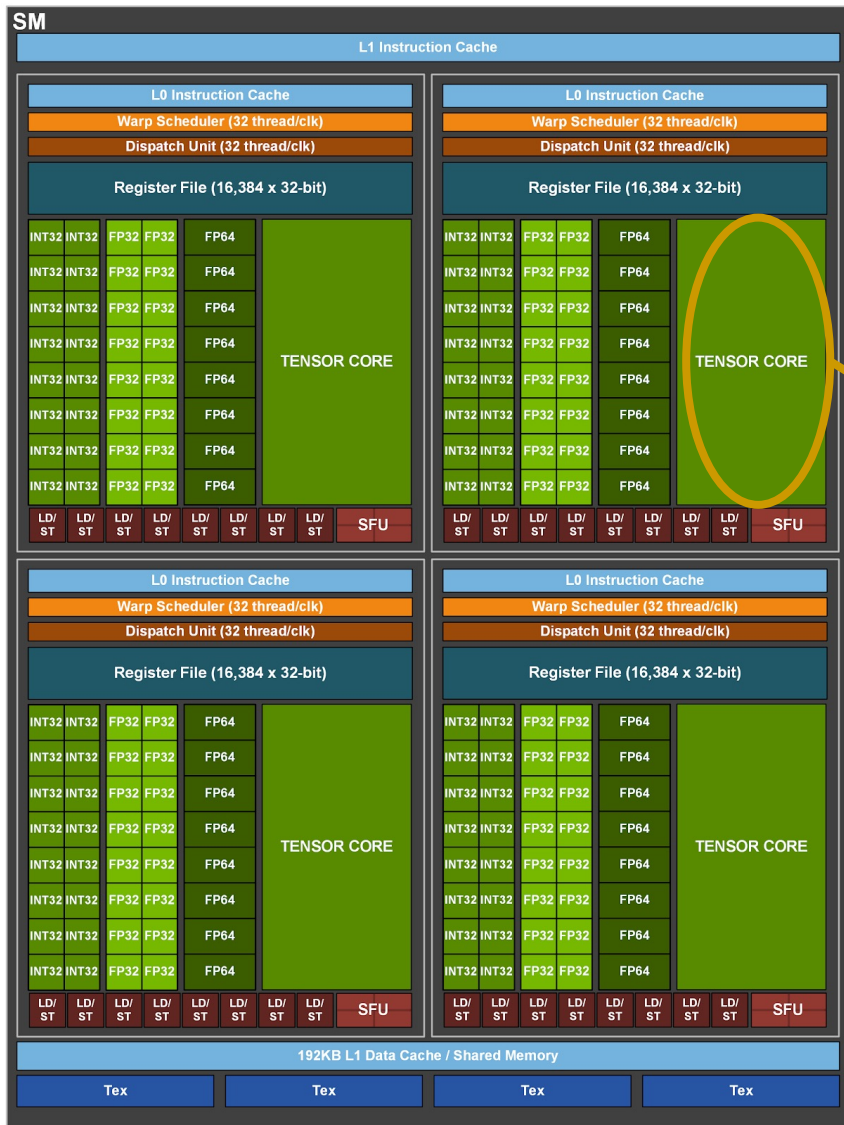 SM
L1 Instruction Cache
L0 Instruction Cache
Warp Scheduler (32 thread/clk)
Dispatch Unit (32 thread/clk)
Register File (16,384 x 32-bit)
INT32 INT32 FP32 FP32 FP64
INT32 INT32 FP32 FP32 FP64
INT32 INT32 FP32 FP32 FP64
INT32 INT32 FP32 FP32 FP64
TENSOR CORE
INT32 INT32 FP32 FP32 FP64
INT32 INT32 FP32 FP32 FP64
INT32 INT32 FP32 FP32 FP64
INT32 INT32 FP32 FP32 FP64
LD/ LD/ LD/ LD/ LD/ LD/ LD/ LD/
ST ST ST ST ST ST ST ST
SFU
L0 Instruction Cache
Warp Scheduler (32 thread/clk)
Dispatch Unit (32 thread/clk)
Register File (16,384 x 32-bit)
INT32 INT32 FP32 FP32 FP64
INT32 INT32 FP32 FP32 FP64
INT32 INT32 FP32 FP32 FP64
INT32 INT32 FP32 FP32 FP64
TENSOR CORE
INT32 INT32 FP32 FP32 FP64
INT32 INT32 FP32 FP32 FP64
INT32 INT32 FP32 FP32 FP64
INT32 INT32 FP32 FP32 FP64
LD/ LD/ LD/ LD/ LD/ LD/ LD/ LD/
ST ST ST ST ST ST ST ST
SFU
L0 Instruction Cache
Warp Scheduler (32 thread/clk)
Dispatch Unit (32 thread/clk)
Register File (16,384 x 32-bit)
INT32 INT32 FP32 FP32 FP64
INT32 INT32 FP32 FP32 FP64
INT32 INT32 FP32 FP32 FP64
INT32 INT32 FP32 FP32 FP64
TENSOR CORE
INT32 INT32 FP32 FP32 FP64
INT32 INT32 FP32 FP32 FP64
INT32 INT32 FP32 FP32 FP64
INT32 INT32 FP32 FP32 FP64
LD/ LD/ LD/ LD/ LD/ LD/ LD/ LD/
ST ST ST ST ST ST ST ST
SFU
L0 Instruction Cache
Warp Scheduler (32 thread/clk)
Dispatch Unit (32 thread/clk)
Register File (16,384 x 32-bit)
INT32 INT32 FP32 FP32 FP64
INT32 INT32 FP32 FP32 FP64
INT32 INT32 FP32 FP32 FP64
INT32 INT32 FP32 FP32 FP64
TENSOR CORE
INT32 INT32 FP32 FP32 FP64
INT32 INT32 FP32 FP32 FP64
INT32 INT32 FP32 FP32 FP64
INT32 INT32 FP32 FP32 FP64
LD/ LD/ LD/ LD/ LD/ LD/ LD/ LD/
ST ST ST ST ST ST ST ST
SFU
192KB L1 Data Cache / Shared Memory
Tex Tex Tex Tex